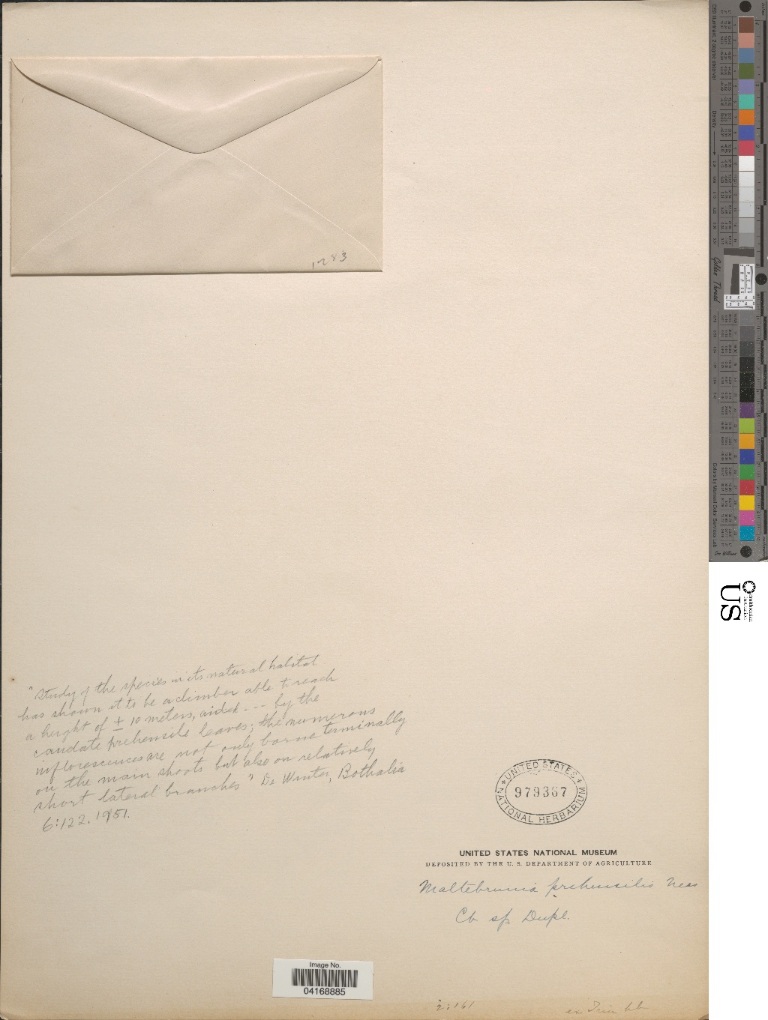 1783
"Study of the species in its natural habitat
has shown it to be a climber able to reach
a height of ± 10 meters, aided --- by the
caudate prehensile leaves; the numerous
inflorescences are not only borne terminally
on the main shoots but also on relatively
short lateral branches" De Winter, Bothalia
6:122. 1951.
UNITED STATES
979387
NATIONAL HERBARIUM
UNITED STATES NATIONAL MUSEUM
DEPOSITED BY THE U. S. DEPARTMENT OF AGRICULTURE
Maltebrunia prehensilis Nees
Cb sp Dupl.
Image No.
04168885
US